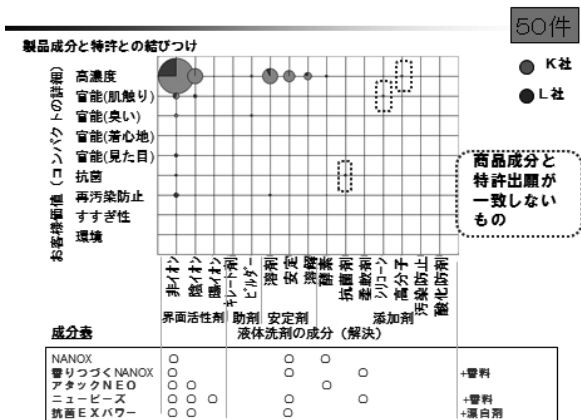 50件
製品成分と特許との結びつけ
K社
L社
お客様価値(コンパクトの詳細)
高濃度
官能(肌触り)
官能(臭い)
官能(着心地)
官能(見た目)
抗菌
再汚染防止
すすぎ性
環境
商品成分と
特許出願が
一致しない
もの
非イオン
陰イオン
陽イオン
キレート剤
ビルダー
溶剤
安定
溶解
酵素
抗菌剤
柔軟剤
シリコーン
高分子
汚染防止
酸化防剤
界面活性剤 助剤 安定剤 添加剤
成分表 液体洗剤の成分(解決)
NANOX ○ ○ ○
香りつづくNANOX ○ ○ ○ +香料
アタックNEO ○ ○ ○
ニュービーズ ○ ○ ○ ○ ○ +香料
抗菌EXパワー ○ ○ ○ +漂白剤